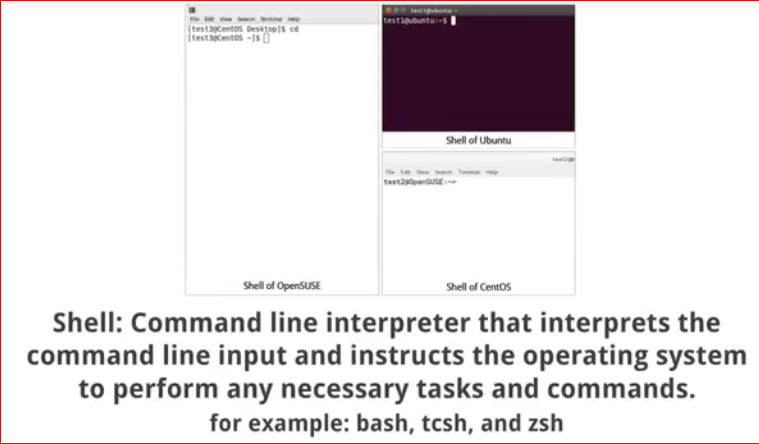 File Edit View Search Terminal Help
[test3@CentOS Desktop]$ cd
[test3@CentOS ~]$
Shell of OpenSUSE
test1@ubuntu: ~
test1@ubuntu:~$
Shell of Ubuntu
test2@
File Edit View Search Terminal Help
test2@OpenSUSE:~>
Shell of CentOS
Shell: Command line interpreter that interprets the
command line input and instructs the operating system
to perform any necessary tasks and commands.
for example: bash, tcsh, and zsh